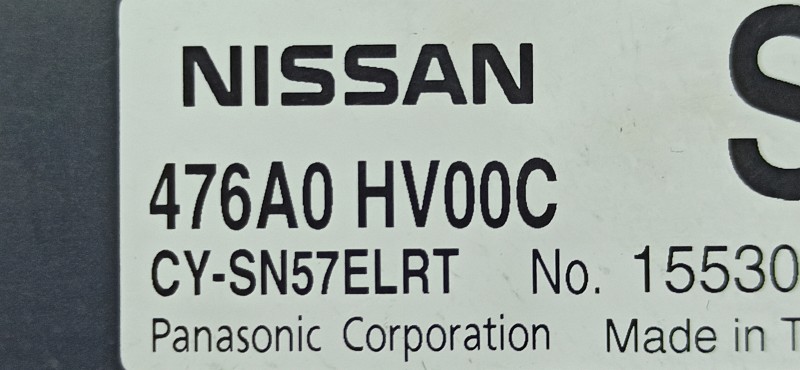 NISSAN S
476A0 HV00C
CY-SN57ELRT No. 15530
Panasonic Corporation Made in T